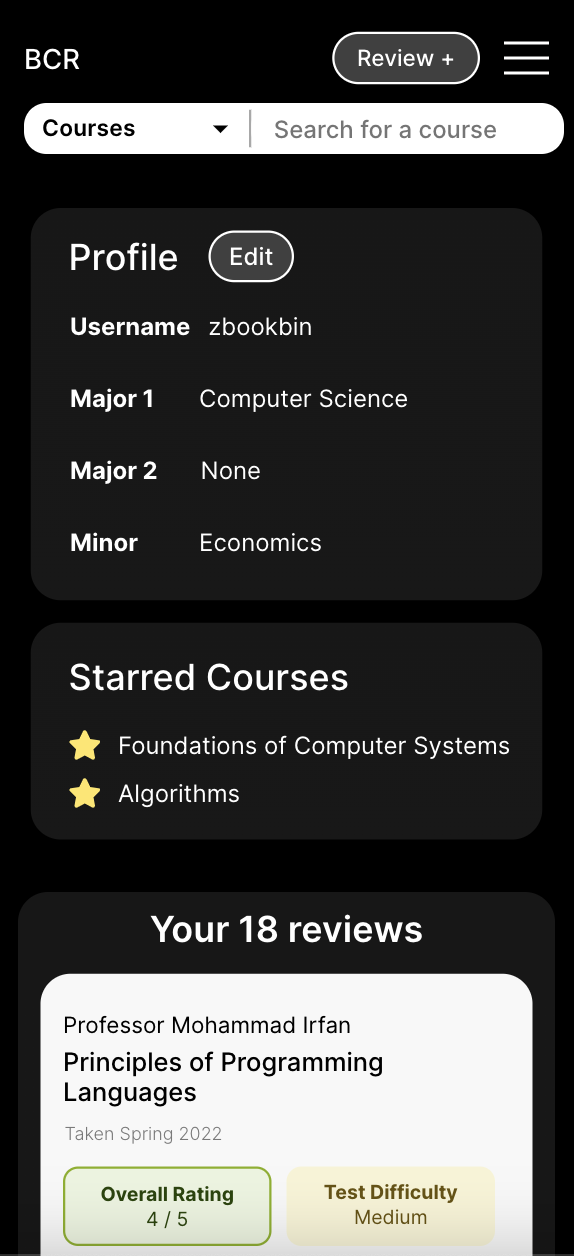 BCR
Review +
Courses
Search for a course
Profile
Edit
Username zbookbin
Major 1 Computer Science
Major 2 None
Minor Economics
Starred Courses
Foundations of Computer Systems
Algorithms
Your 18 reviews
Professor Mohammad Irfan
Principles of Programming
Languages
Taken Spring 2022
Overall Rating
4 / 5
Test Difficulty
Medium